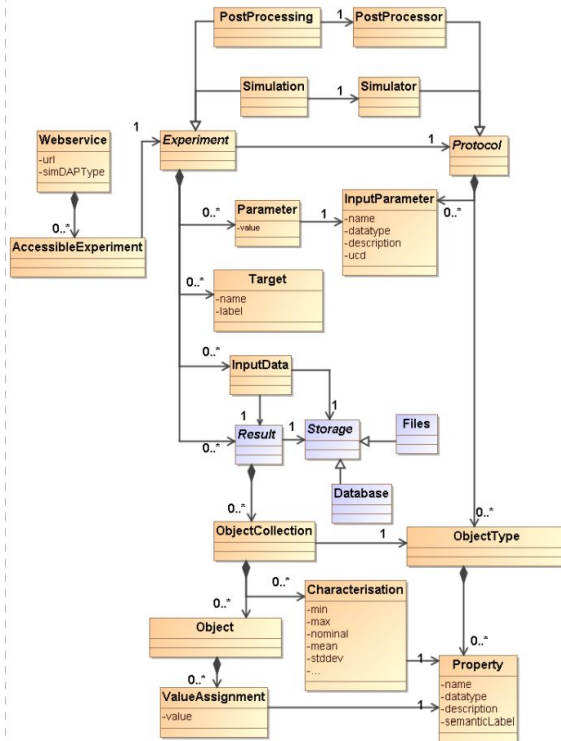 PostProcessing
1
PostProcessor
Simulation
1
Simulator
Webservice
-url
-simDAPType
1
Experiment
1
Protocol
0..*
AccessibleExperiment
0..*
Parameter
-value
1
InputParameter
-name
-datatype
-description
-ucd
0..*
0..*
Target
-name
-label
0..*
InputData
1
1
0..*
Result
1
Storage
Files
Database
0..*
ObjectCollection
1
0..*
ObjectType
0..*
0..*
Characterisation
-min
-max
-nominal
-mean
-stddev
-...
Object
0..*
1
0..*
Property
-name
-datatype
-description
-semanticLabel
ValueAssignment
-value
1